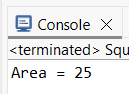 Console
<terminated> Squ
Area = 25